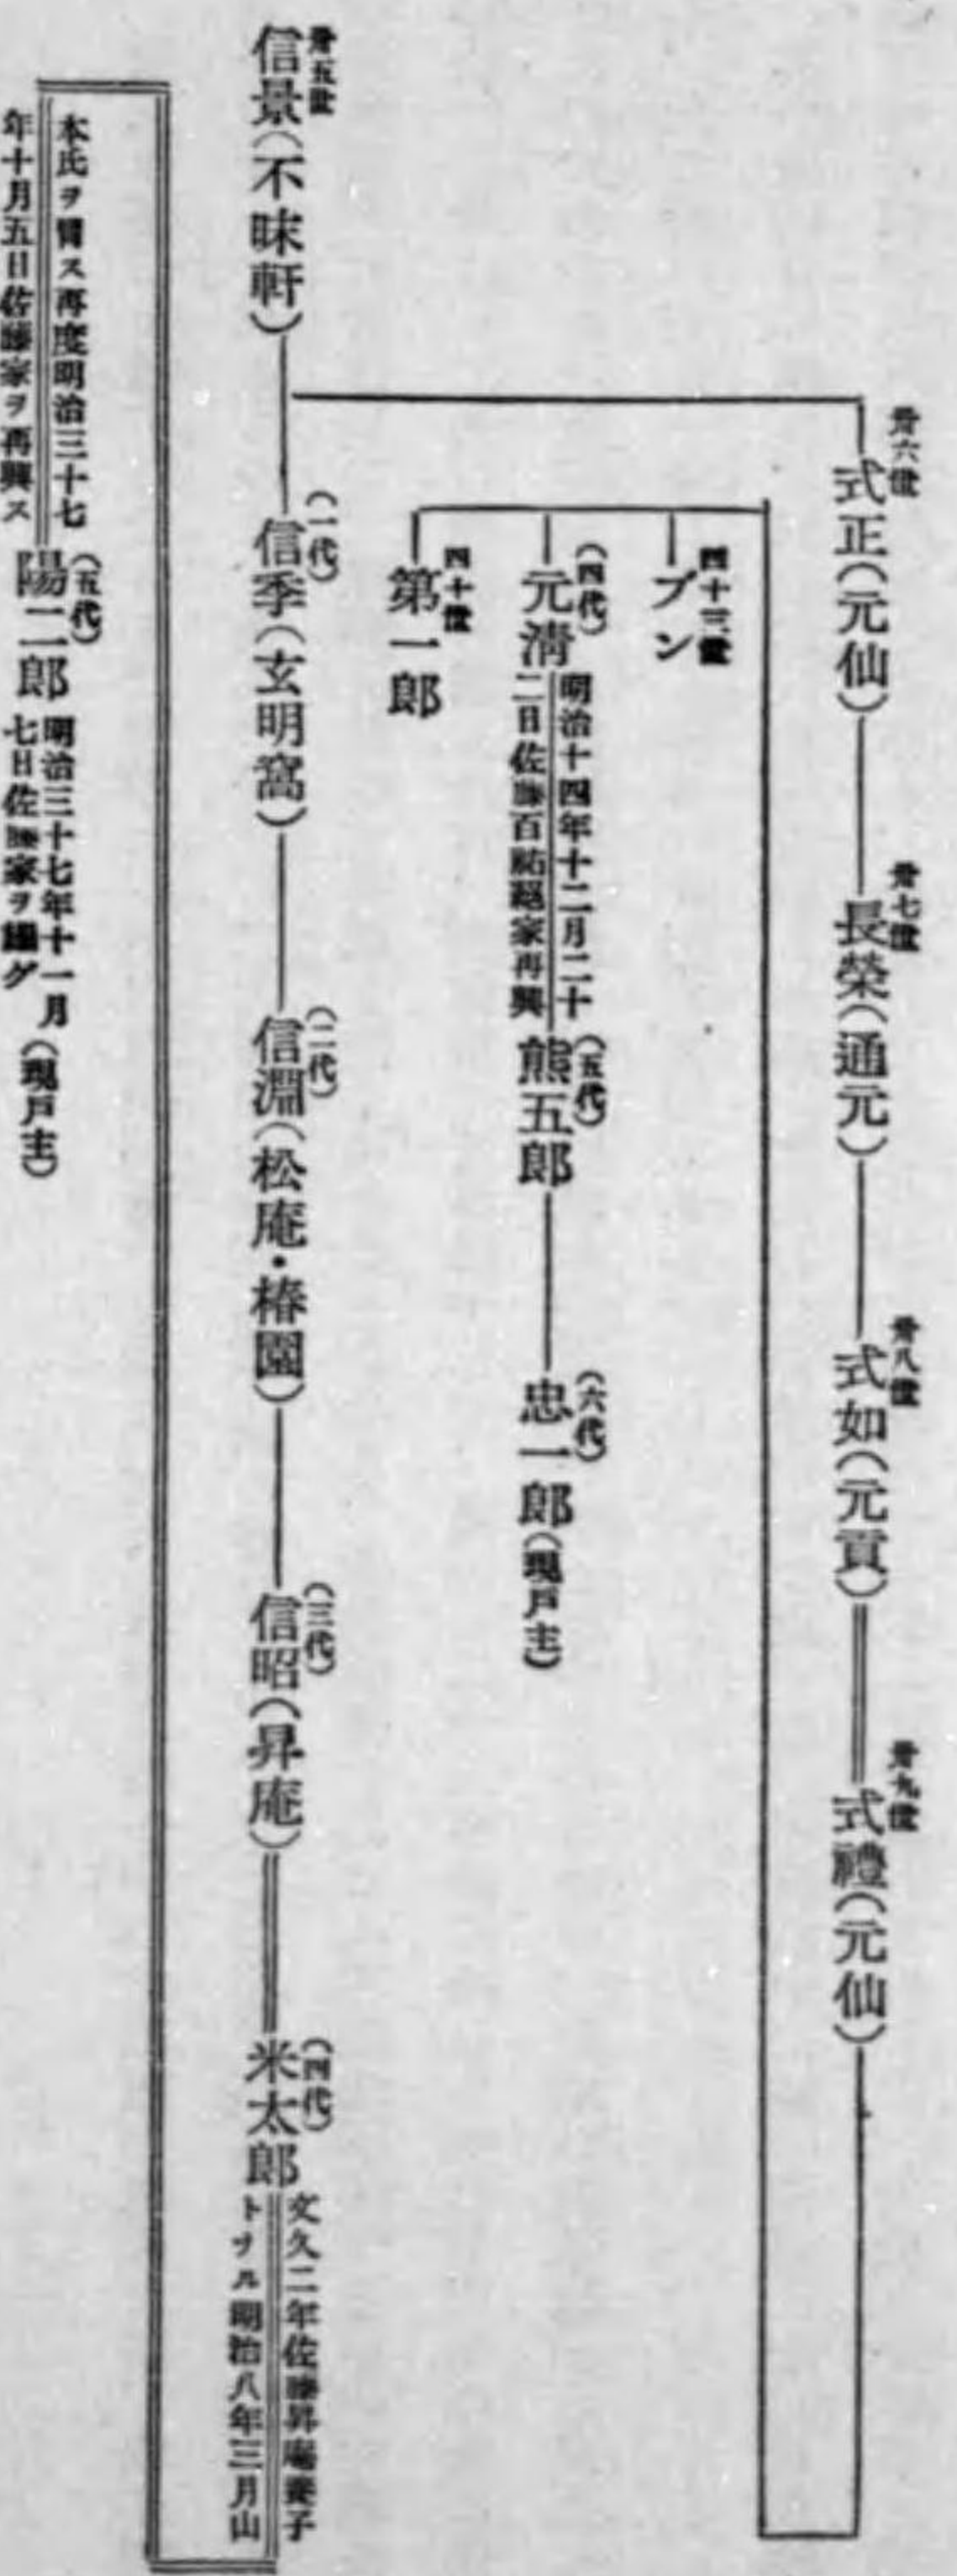 卅六世
式正(元仙)
卅七世
長榮(通元)
卅八世
式如(元貢)
卅九世
式禮(元仙)
四十三世
ブン
(四代)
元淸
明治十四年十二月二十
二日佐藤百祐絕家再興
(五代)
熊五郎
(六代)
忠一郎(現戸主)
四十世
第一郎
卅五世
信景(不昧軒)
(一代)
信季(玄明窩)
(二代)
信淵(松庵・椿園)
(三代)
信昭(昇庵)
(四代)
米太郎
文久二年佐藤昇庵養子
トナル明治八年三月山
本氏ヲ冒ス再度明治三十七
年十月五日佐藤家ヲ再興ス
(五代)
陽二郎
明治三十七年十一月
七日佐藤家ヲ繼グ
(現戸主)